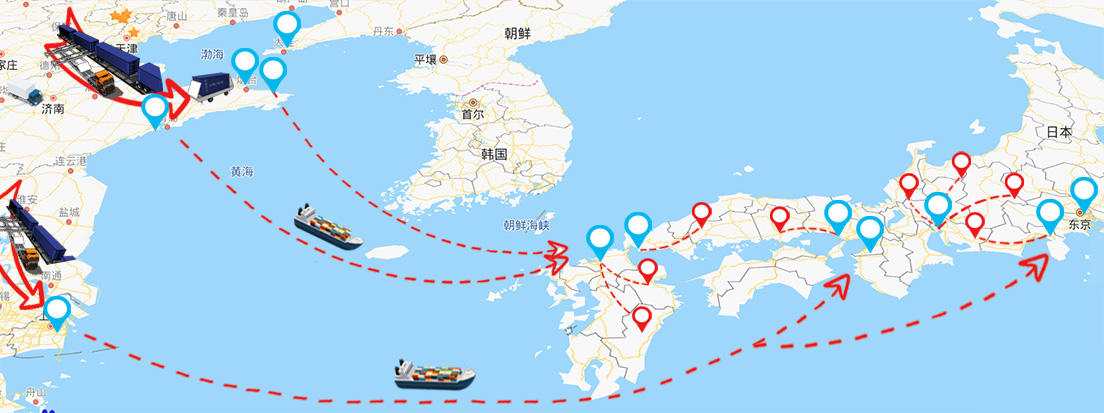 秦皇岛
营口
唐山
丹东
朝鲜
天津
渤海
平壤
家庄
济南
首尔
日本
韩国
连云港
黄海
淮安
盐城
朝鲜海峡
东京
南通
锡
舟山